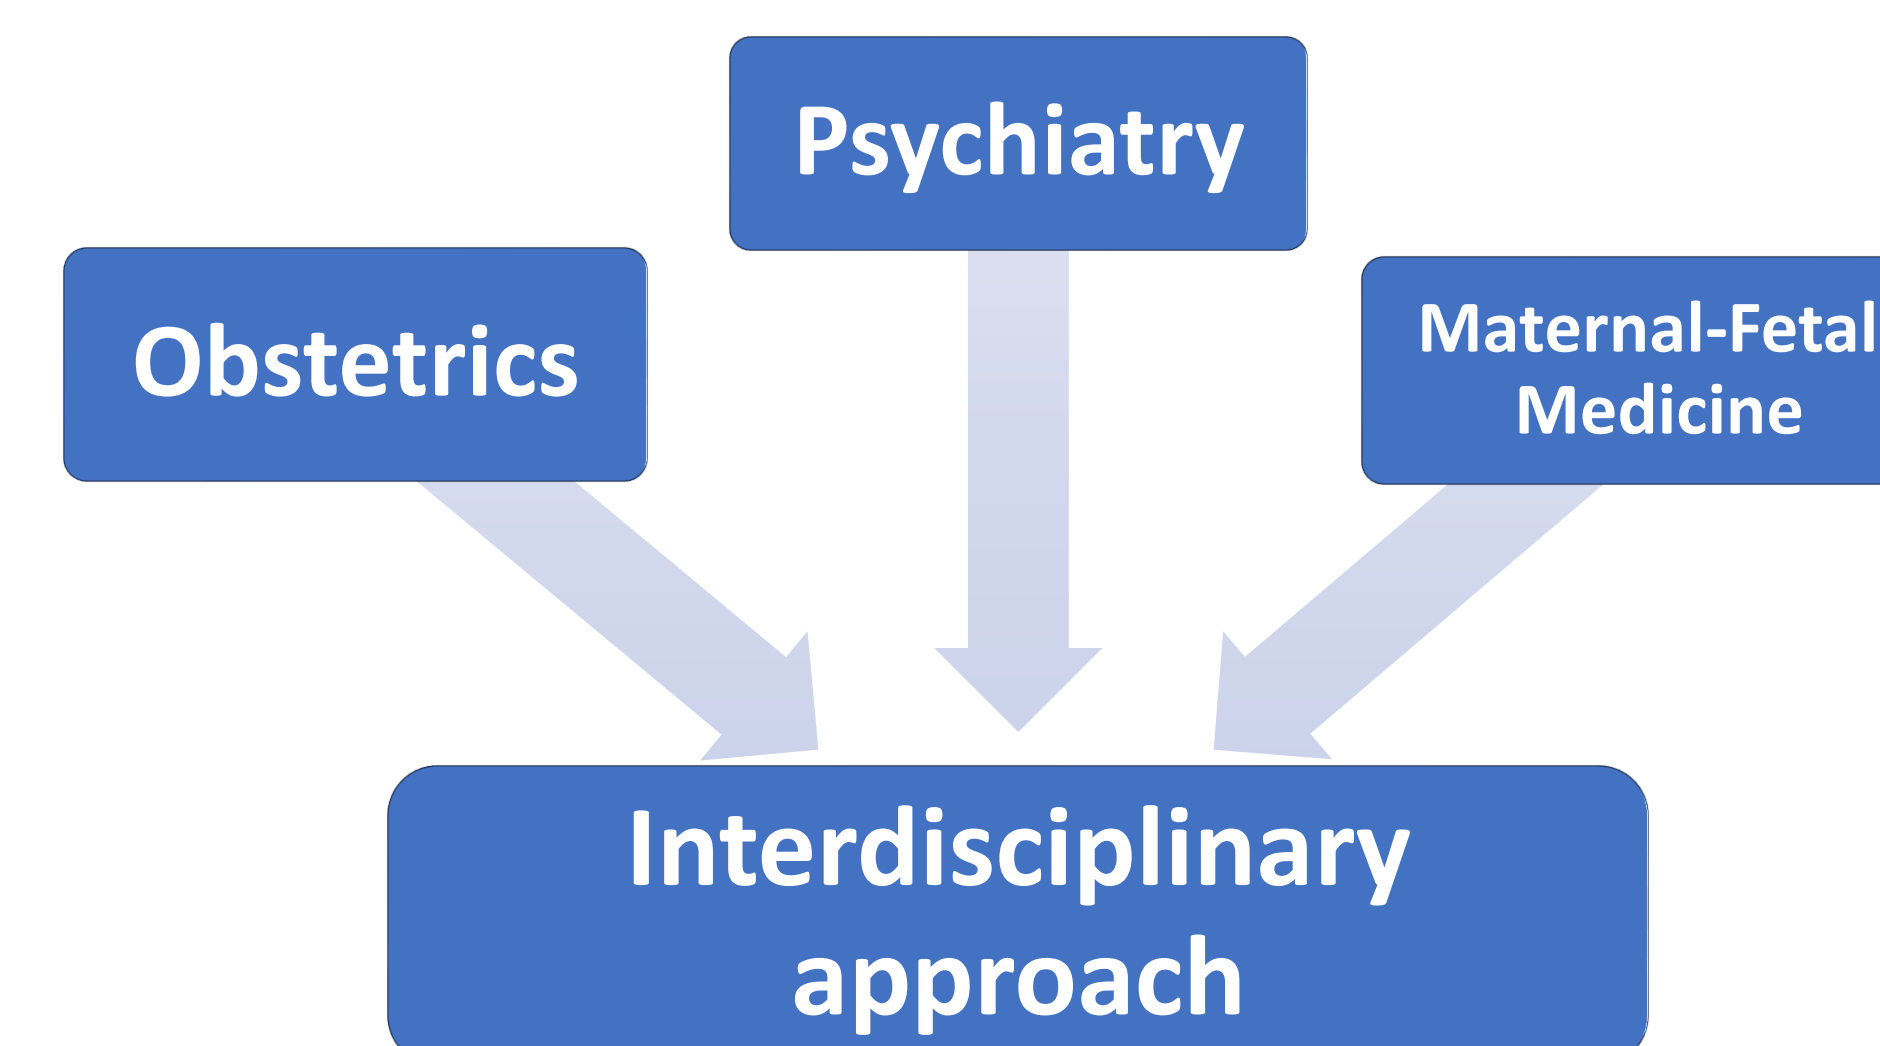 Psychiatry
Obstetrics
Maternal-Fetal
Medicine
Interdisciplinary
approach